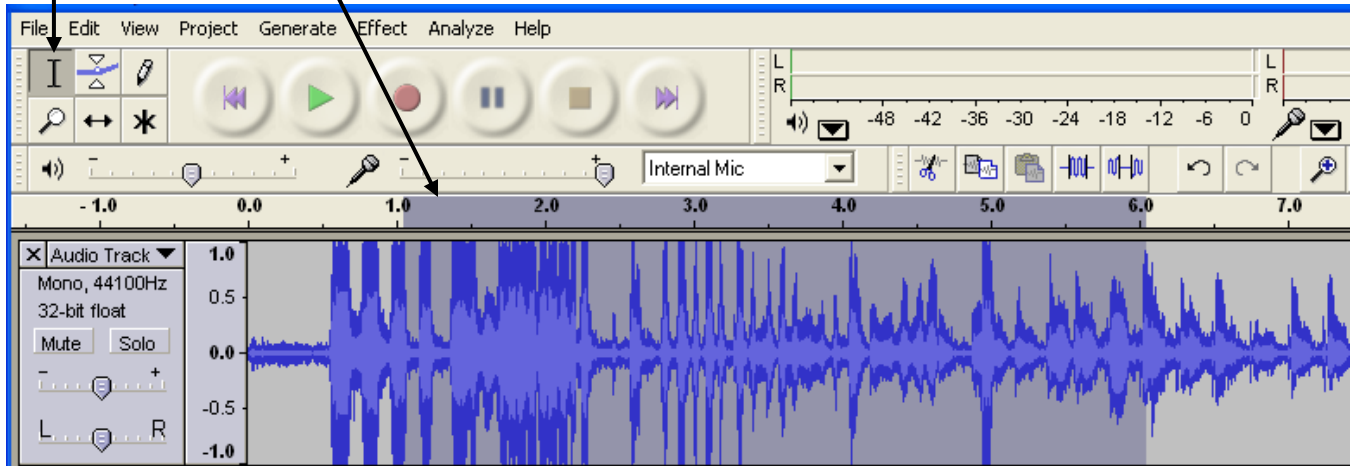 File Edit View Project Generate Effect Analyze Help
L L
R R
-48 -42 -36 -30 -24 -18 -12 -6 0
- + - + Internal Mic
- 1.0 0.0 1.0 2.0 3.0 4.0 5.0 6.0 7.0
Audio Track 1.0
Mono, 44100Hz
32-bit float 0.5
Mute Solo 0.0
- +
-0.5
L R
-1.0